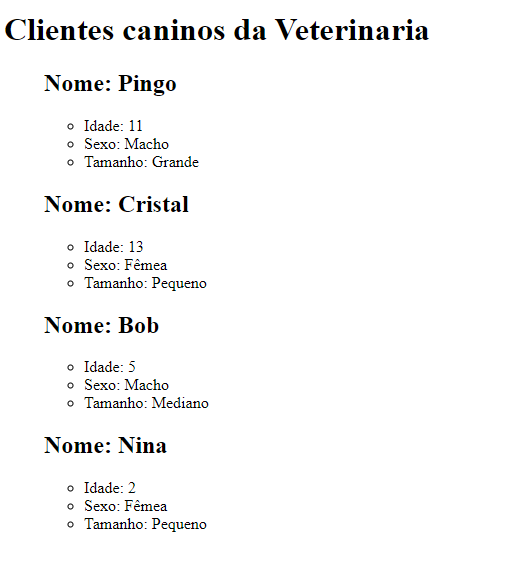 Clientes caninos da Veterinaria
Nome: Pingo
Idade: 11
Sexo: Macho
Tamanho: Grande
Nome: Cristal
Idade: 13
Sexo: Fêmea
Tamanho: Pequeno
Nome: Bob
Idade: 5
Sexo: Macho
Tamanho: Mediano
Nome: Nina
Idade: 2
Sexo: Fêmea
Tamanho: Pequeno